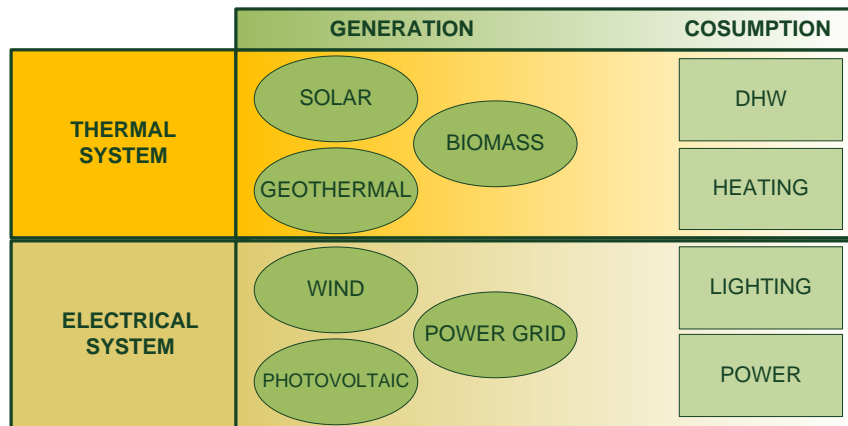 GENERATION
COSUMPTION
THERMAL
SYSTEM
SOLAR
BIOMASS
GEOTHERMAL
DHW
HEATING
ELECTRICAL
SYSTEM
WIND
POWER GRID
PHOTOVOLTAIC
LIGHTING
POWER